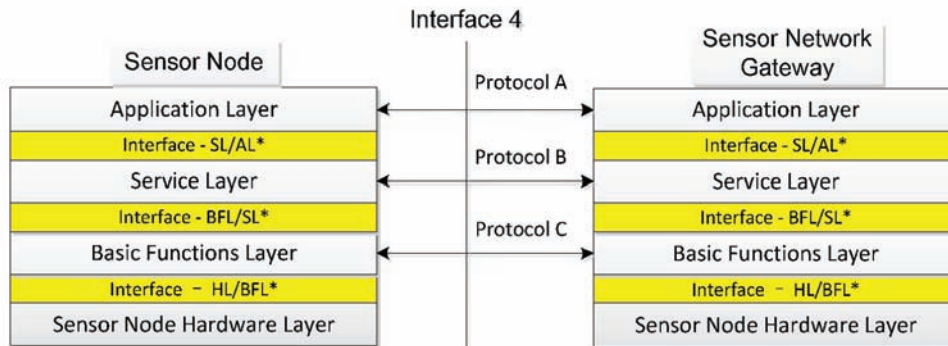 Interface 4
Sensor Node
Sensor Network
Gateway
Protocol A
Application Layer
Application Layer
Interface - SL/AL*
Interface - SL/AL*
Protocol B
Service Layer
Service Layer
Interface - BFL/SL*
Interface - BFL/SL*
Protocol C
Basic Functions Layer
Basic Functions Layer
Interface – HL/BFL*
Interface – HL/BFL*
Sensor Node Hardware Layer
Sensor Node Hardware Layer